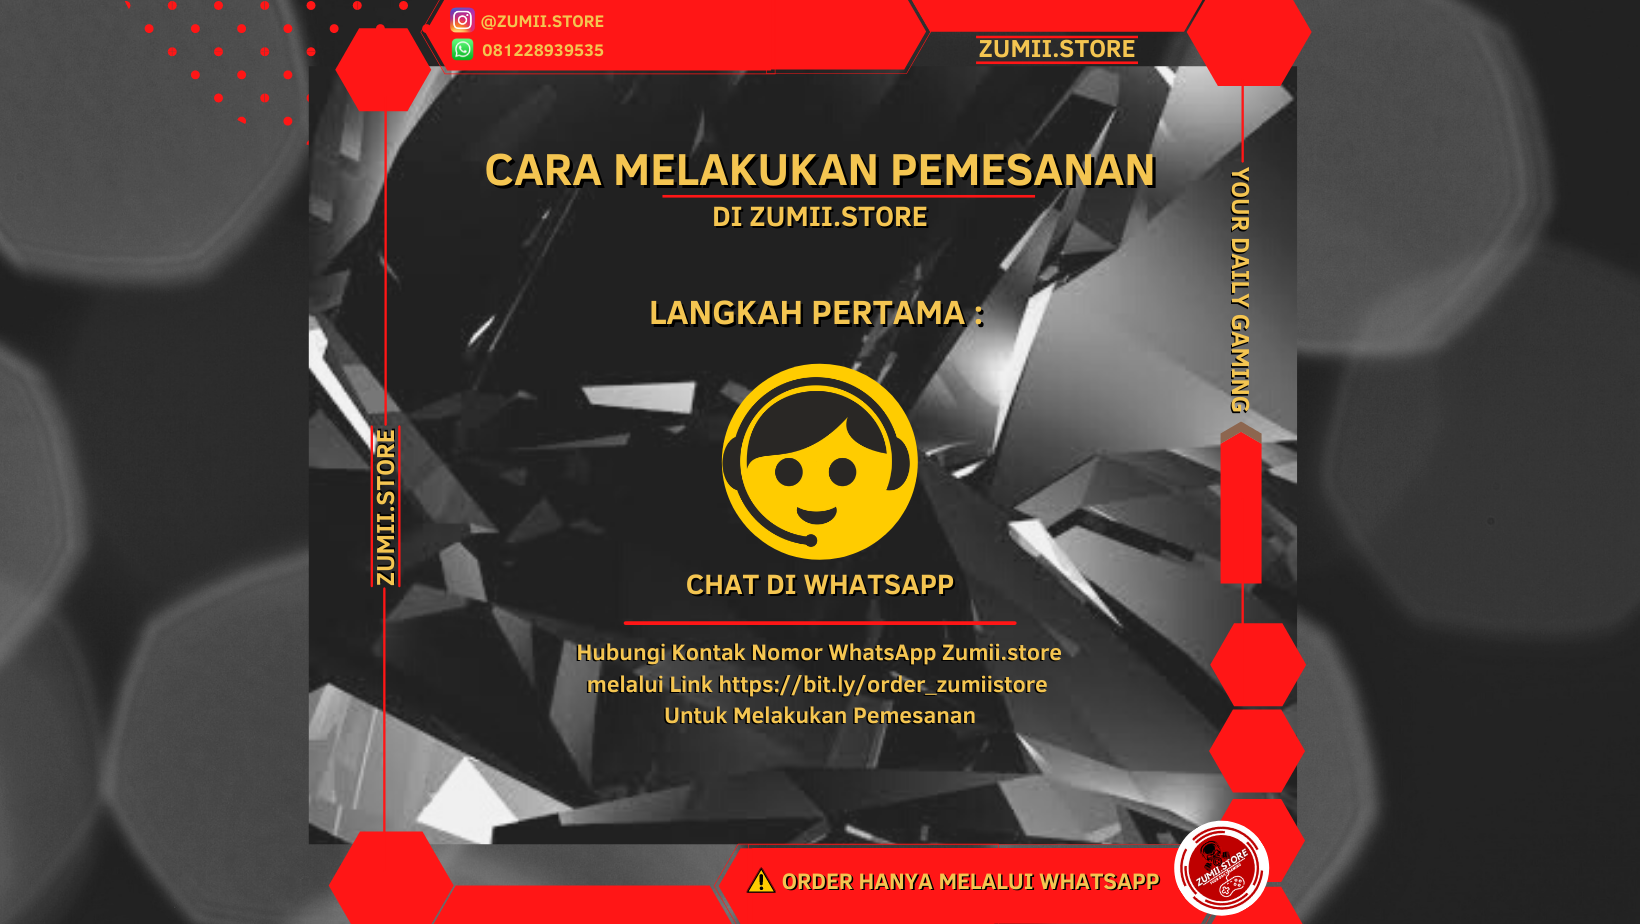 @ZUMII.STORE
081228939535
ZUMII.STORE
CARA MELAKUKAN PEMESANAN
DI ZUMII.STORE
LANGKAH PERTAMA :
YOUR DAILY GAMING
ZUMII.STORE
CHAT DI WHATSAPP
Hubungi Kontak Nomor WhatsApp Zumii.store
melalui Link https://bit.ly/order_zumiistore
Untuk Melakukan Pemesanan
ORDER HANYA MELALUI WHATSAPP
ZUMII STORE